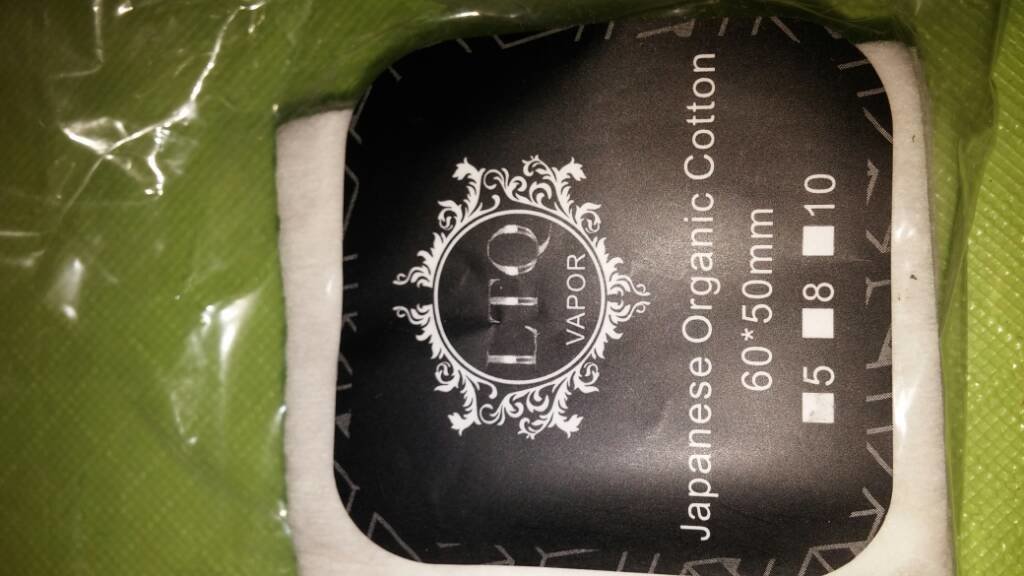 LTQ
VAPOR
Japanese Organic Cotton
60*50mm
■5 ■8 ■10